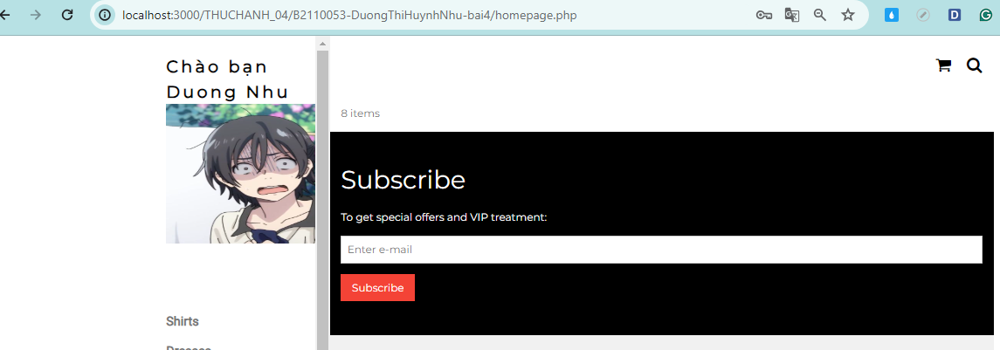 localhost:3000/THUCHANH_04/B2110053-DuongThiHuynhNhu-bai4/homepage.php
D
G
Chào bạn
Duong Nhu
8 items
Subscribe
To get special offers and VIP treatment:
Enter e-mail
Subscribe
Shirts
Dresses